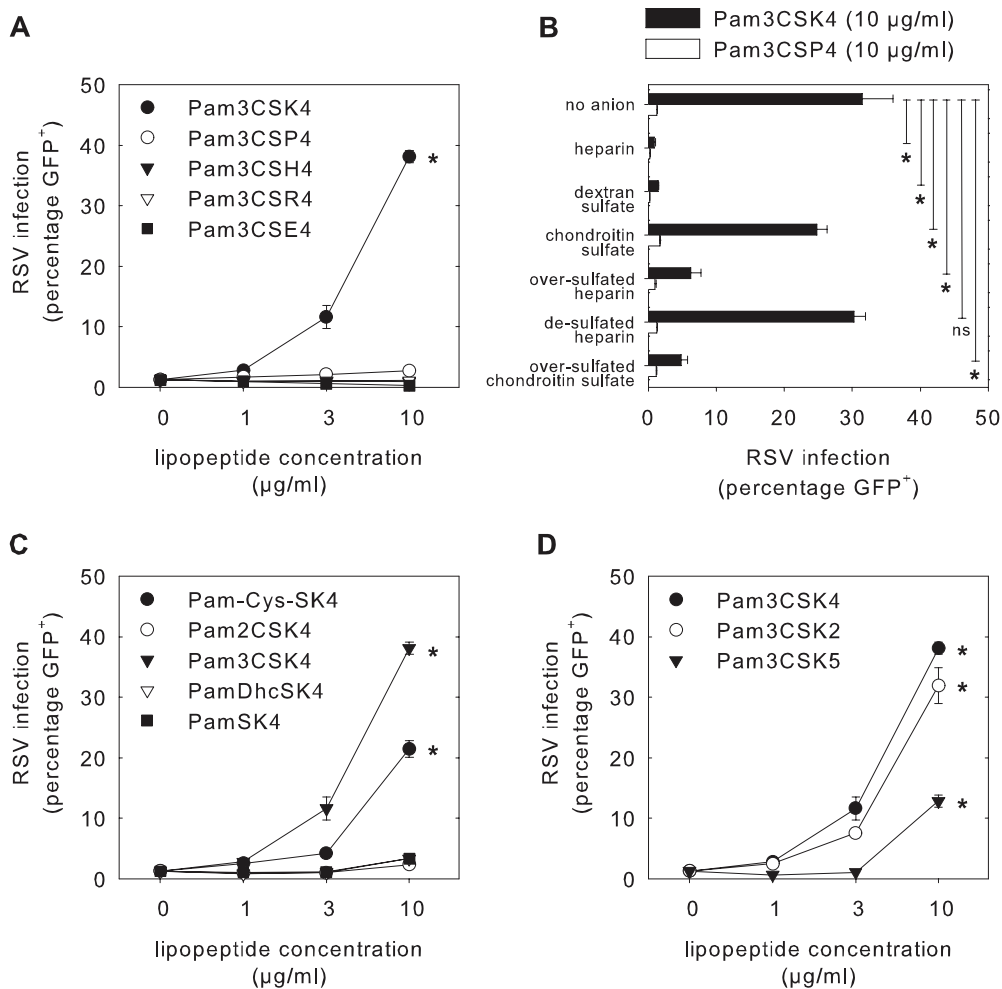 A
50
40
30
20
10
0
RSV infection
(percentage GFP⁺)
Pam3CSK4
Pam3CSP4
Pam3CSH4
Pam3CSR4
Pam3CSE4
*
0 1 3 10
lipopeptide concentration
(µg/ml)
B
Pam3CSK4 (10 µg/ml)
Pam3CSP4 (10 µg/ml)
no anion
heparin
dextran
sulfate
chondroitin
sulfate
over-sulfated
heparin
de-sulfated
heparin
over-sulfated
chondroitin sulfate
*
*
*
*
ns
*
0 10 20 30 40 50
RSV infection
(percentage GFP⁺)
C
50
40
30
20
10
0
RSV infection
(percentage GFP⁺)
Pam-Cys-SK4
Pam2CSK4
Pam3CSK4
PamDhcSK4
PamSK4
*
*
0 1 3 10
lipopeptide concentration
(µg/ml)
D
50
40
30
20
10
0
RSV infection
(percentage GFP⁺)
Pam3CSK4
Pam3CSK2
Pam3CSK5
*
*
*
0 1 3 10
lipopeptide concentration
(µg/ml)